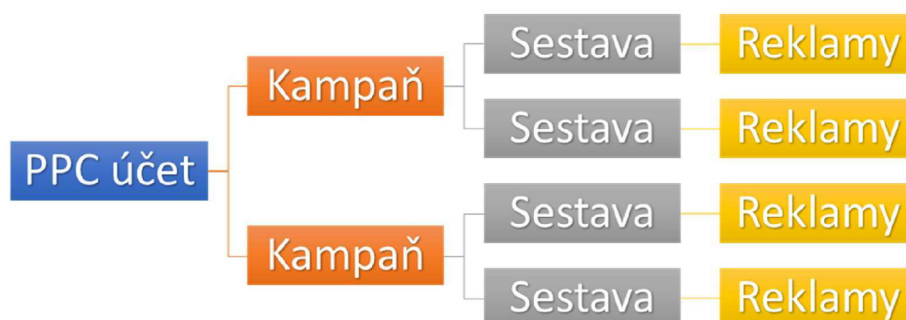 PPC účet
Kampaň
Sestava
Reklamy
Sestava
Reklamy
Kampaň
Sestava
Reklamy
Sestava
Reklamy